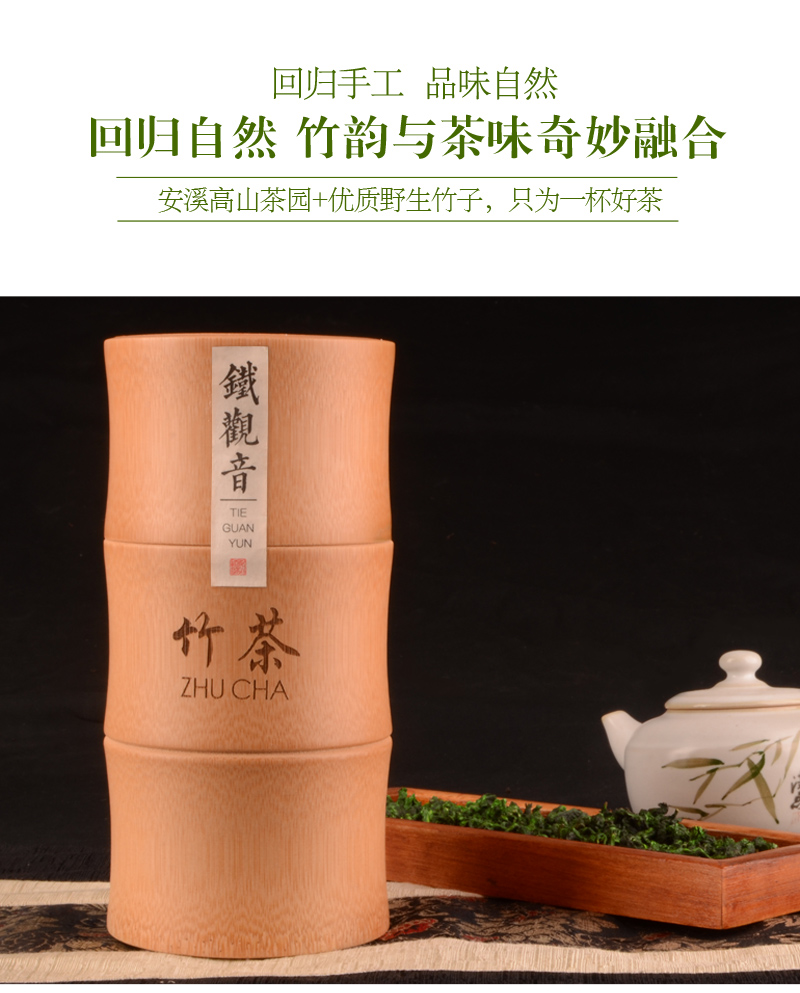 回归手工 品味自然
回归自然 竹韵与茶味奇妙融合
安溪高山茶园+优质野生竹子，只为一杯好茶
鐵觀音
TIE
GUAN
YUN
竹茶
ZHU CHA